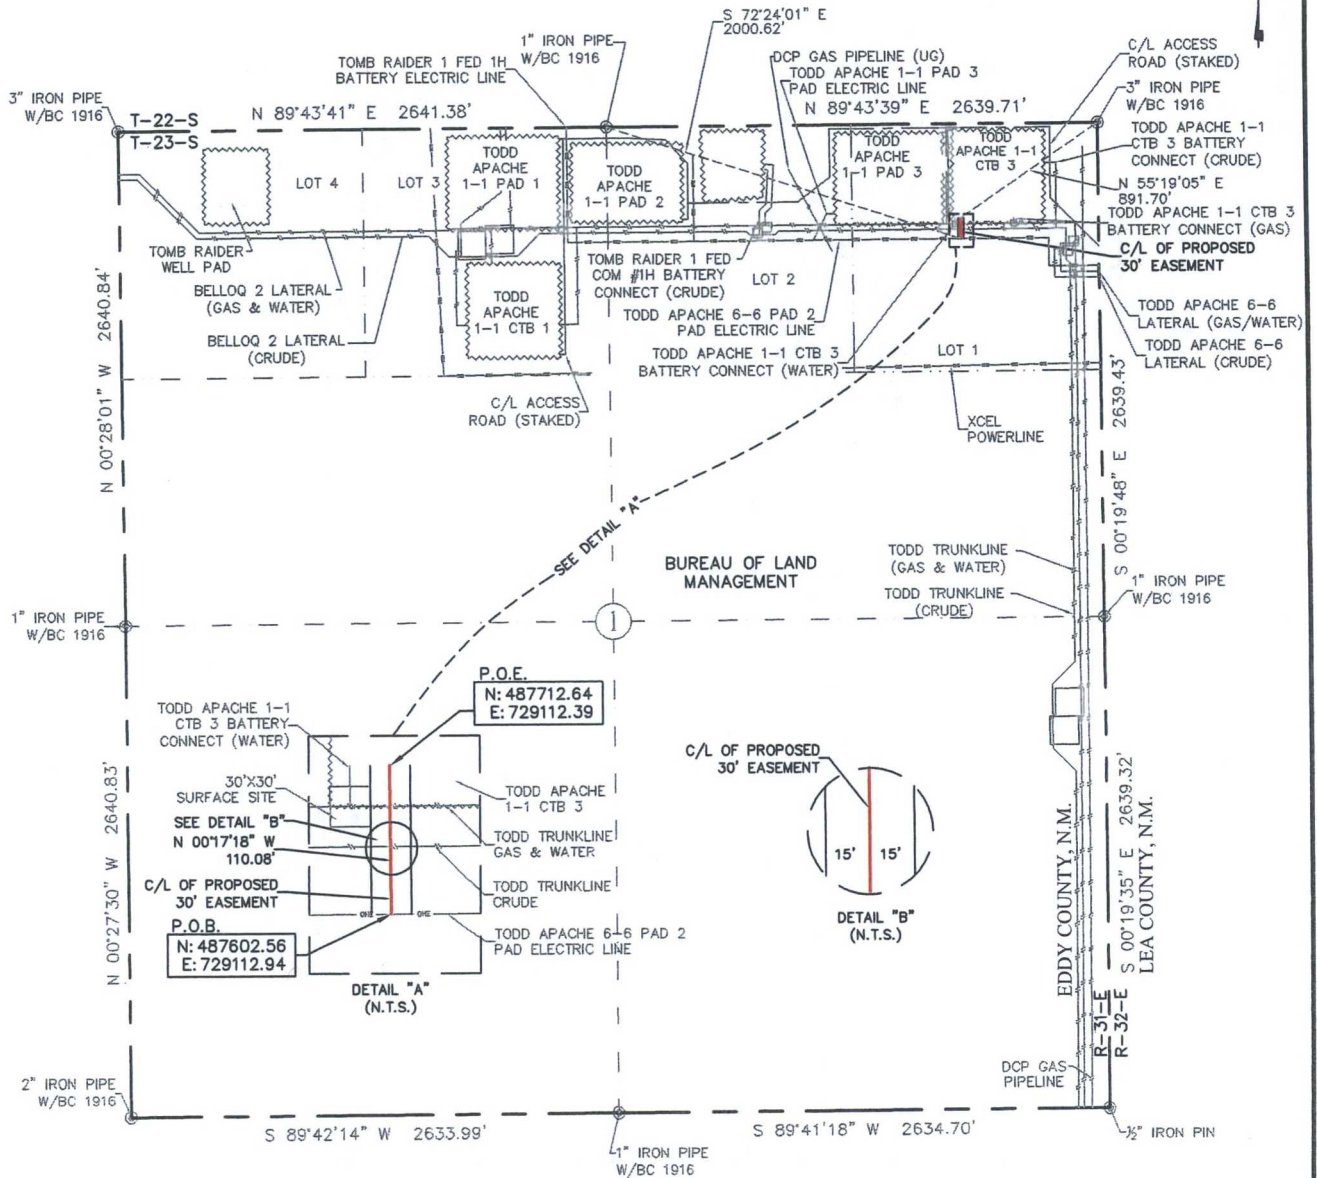 S 72°24'01" E
2000.62'
1" IRON PIPE
W/BC 1916
TOMB RAIDER 1 FED 1H
BATTERY ELECTRIC LINE
DCP GAS PIPELINE (UG)
TODD APACHE 1-1 PAD 3
PAD ELECTRIC LINE
C/L ACCESS
ROAD (STAKED)
3" IRON PIPE
W/BC 1916
T-22-S
T-23-S
N 89°43'41" E 2641.38'
N 89°43'39" E 2639.71'
3" IRON PIPE
W/BC 1916
TODD APACHE 1-1
CTB 3 BATTERY
CONNECT (CRUDE)
N 55°19'05" E
891.70'
TODD APACHE 1-1 CTB 3
BATTERY CONNECT (GAS)
C/L OF PROPOSED
30' EASEMENT
LOT 4
LOT 3
TODD
APACHE
1-1 PAD 1
TODD
APACHE
1-1 PAD 2
TODD
APACHE
1-1 PAD 3
TODD
APACHE 1-1
CTB 3
TOMB RAIDER
WELL PAD
BELLOQ 2 LATERAL
(GAS & WATER)
BELLOQ 2 LATERAL
(CRUDE)
TODD
APACHE
1-1 CTB 1
TOMB RAIDER 1 FED
COM #1H BATTERY
CONNECT (CRUDE)
LOT 2
TODD APACHE 6-6 PAD 2
PAD ELECTRIC LINE
TODD APACHE 1-1 CTB 3
BATTERY CONNECT (WATER)
LOT 1
TODD APACHE 6-6
LATERAL (GAS/WATER)
TODD APACHE 6-6
LATERAL (CRUDE)
C/L ACCESS
ROAD (STAKED)
XCEL
POWERLINE
N 00°28'01" W 2640.84'
S 00°19'48" E 2639.43'
SEE DETAIL "A"
BUREAU OF LAND
MANAGEMENT
TODD TRUNKLINE
(GAS & WATER)
TODD TRUNKLINE
(CRUDE)
1" IRON PIPE
W/BC 1916
1" IRON PIPE
W/BC 1916
1
P.O.E.
N: 487712.64
E: 729112.39
TODD APACHE 1-1
CTB 3 BATTERY
CONNECT (WATER)
30'X30'
SURFACE SITE
SEE DETAIL "B"
N 00°17'18" W
110.08'
C/L OF PROPOSED
30' EASEMENT
P.O.B.
N: 487602.56
E: 729112.94
TODD APACHE
1-1 CTB 3
TODD TRUNKLINE
GAS & WATER
TODD TRUNKLINE
CRUDE
OHE OHE
TODD APACHE 6-6 PAD 2
PAD ELECTRIC LINE
DETAIL "A"
(N.T.S.)
C/L OF PROPOSED
30' EASEMENT
15' 15'
DETAIL "B"
(N.T.S.)
N 00°27'30" W 2640.83'
EDDY COUNTY, N.M.
LEA COUNTY, N.M.
S 00°19'35" E 2639.32'
R-31-E
R-32-E
DCP GAS
PIPELINE
2" IRON PIPE
W/BC 1916
S 89°42'14" W 2633.99'
1" IRON PIPE
W/BC 1916
S 89°41'18" W 2634.70'
½" IRON PIN